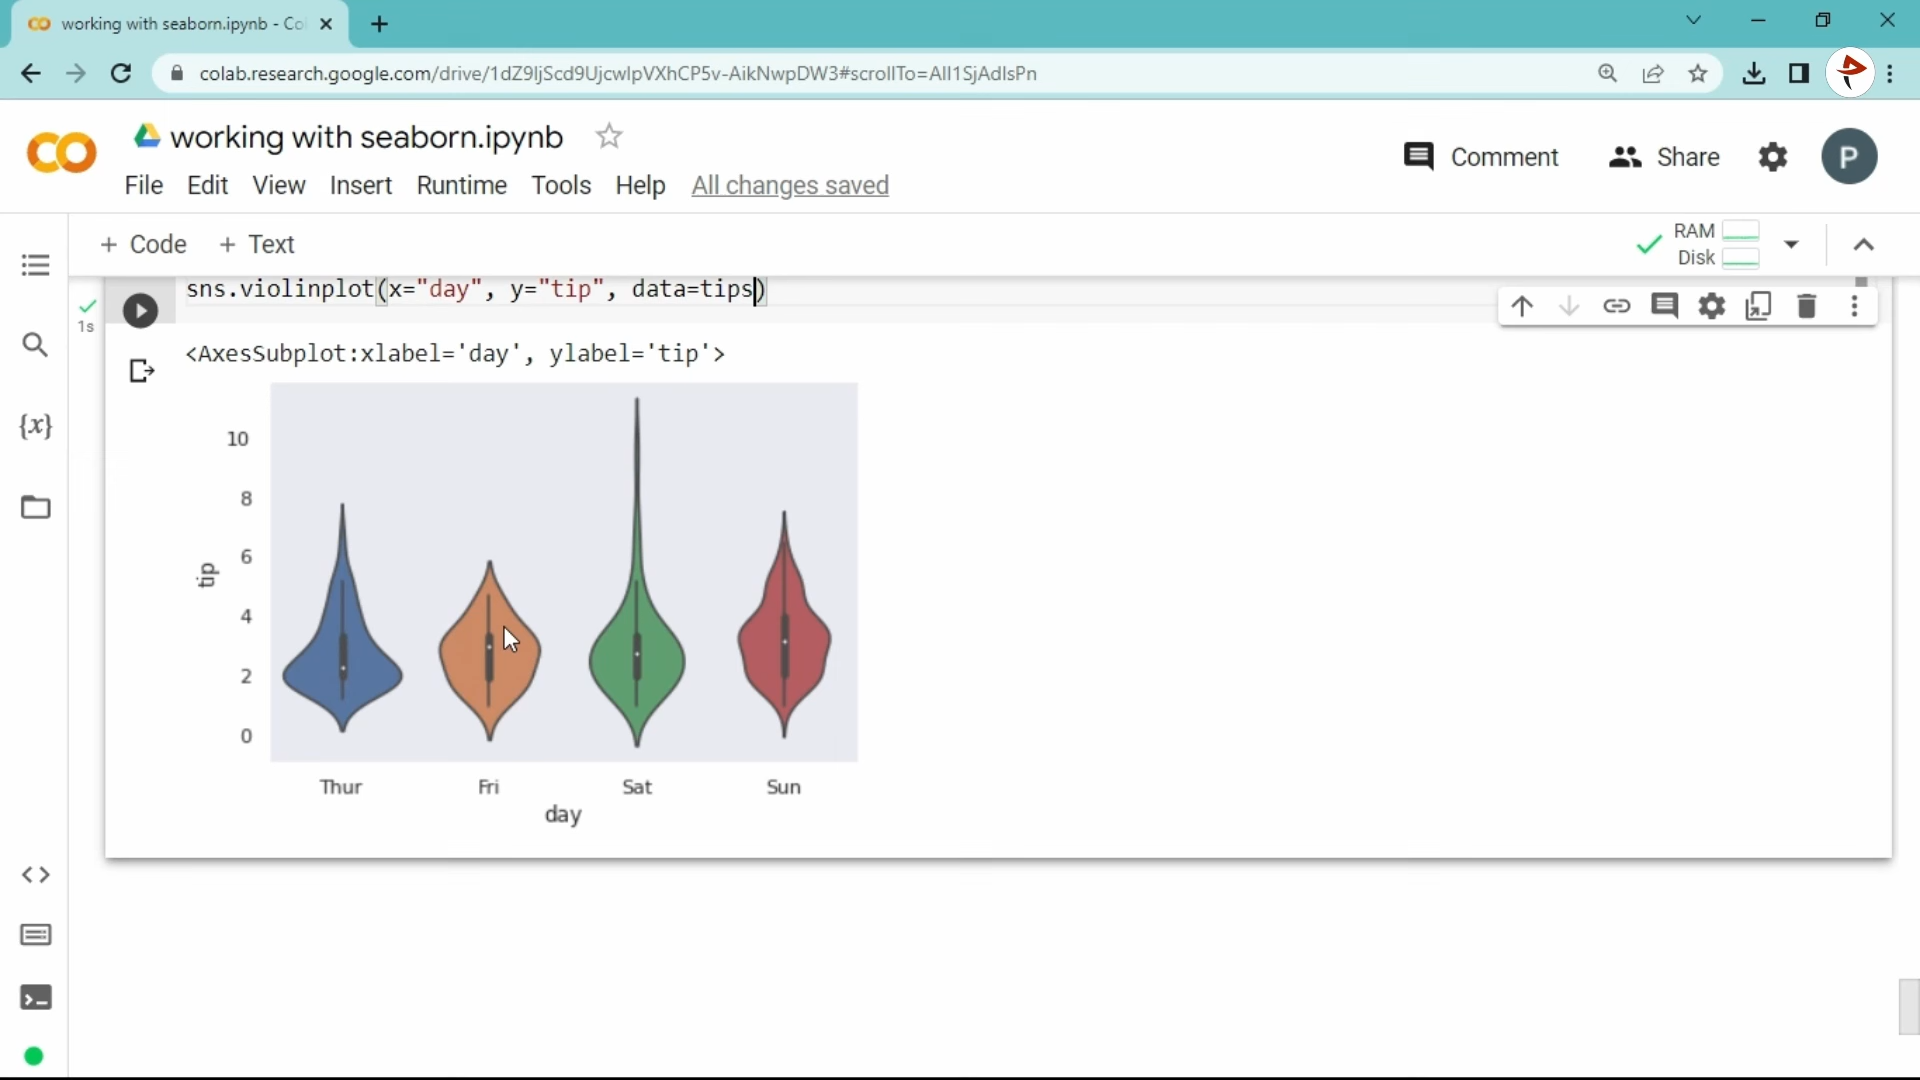 working with seaborn.ipynb - Co
colab.research.google.com/drive/1dZ9ljScd9UjcwlpVXhCP5v-AikNwpDW3#scrollTo=All1SjAdIsPn
working with seaborn.ipynb
Comment
Share
P
File Edit View Insert Runtime Tools Help All changes saved
+ Code + Text
RAM
Disk
sns.violinplot(x="day", y="tip", data=tips)
1s
<AxesSubplot:xlabel='day', ylabel='tip'>
{x}
10
8
6
4
2
0
tip
Thur Fri Sat Sun
day